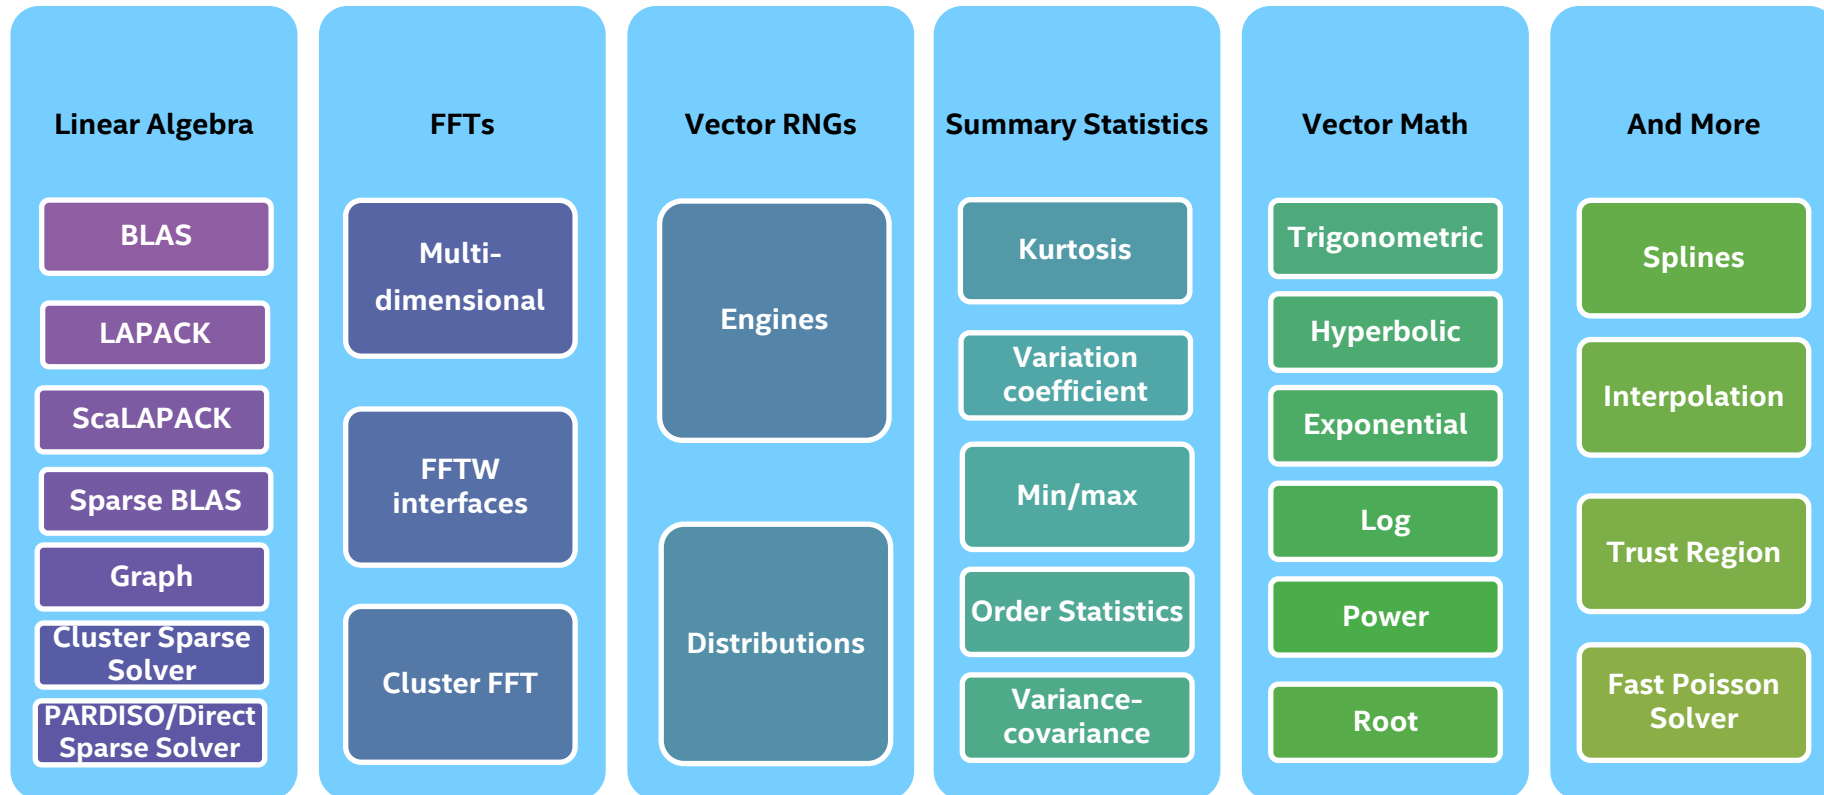 Linear Algebra
BLAS
LAPACK
ScaLAPACK
Sparse BLAS
Graph
Cluster Sparse
Solver
PARDISO/Direct
Sparse Solver
FFTs
Multi-
dimensional
FFTW
interfaces
Cluster FFT
Vector RNGs
Engines
Distributions
Summary Statistics
Kurtosis
Variation
coefficient
Min/max
Order Statistics
Variance-
covariance
Vector Math
Trigonometric
Hyperbolic
Exponential
Log
Power
Root
And More
Splines
Interpolation
Trust Region
Fast Poisson
Solver